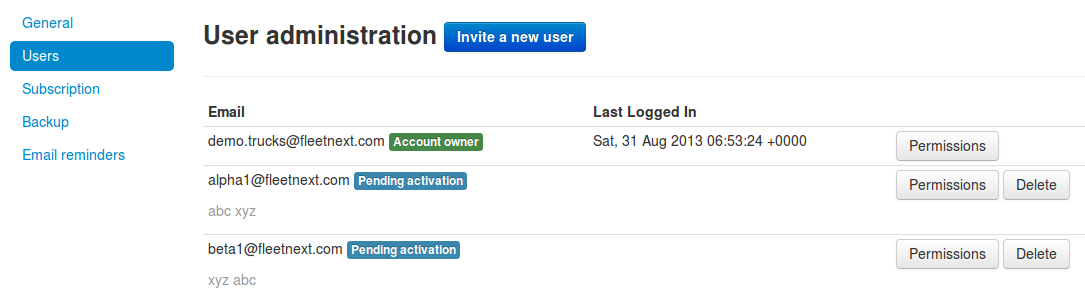 General
Users
Subscription
Backup
Email reminders
User administration Invite a new user
Email Last Logged In
demo.trucks@fleetnext.com Account owner Sat, 31 Aug 2013 06:53:24 +0000 Permissions
alpha1@fleetnext.com Pending activation Permissions Delete
abc xyz
beta1@fleetnext.com Pending activation Permissions Delete
xyz abc